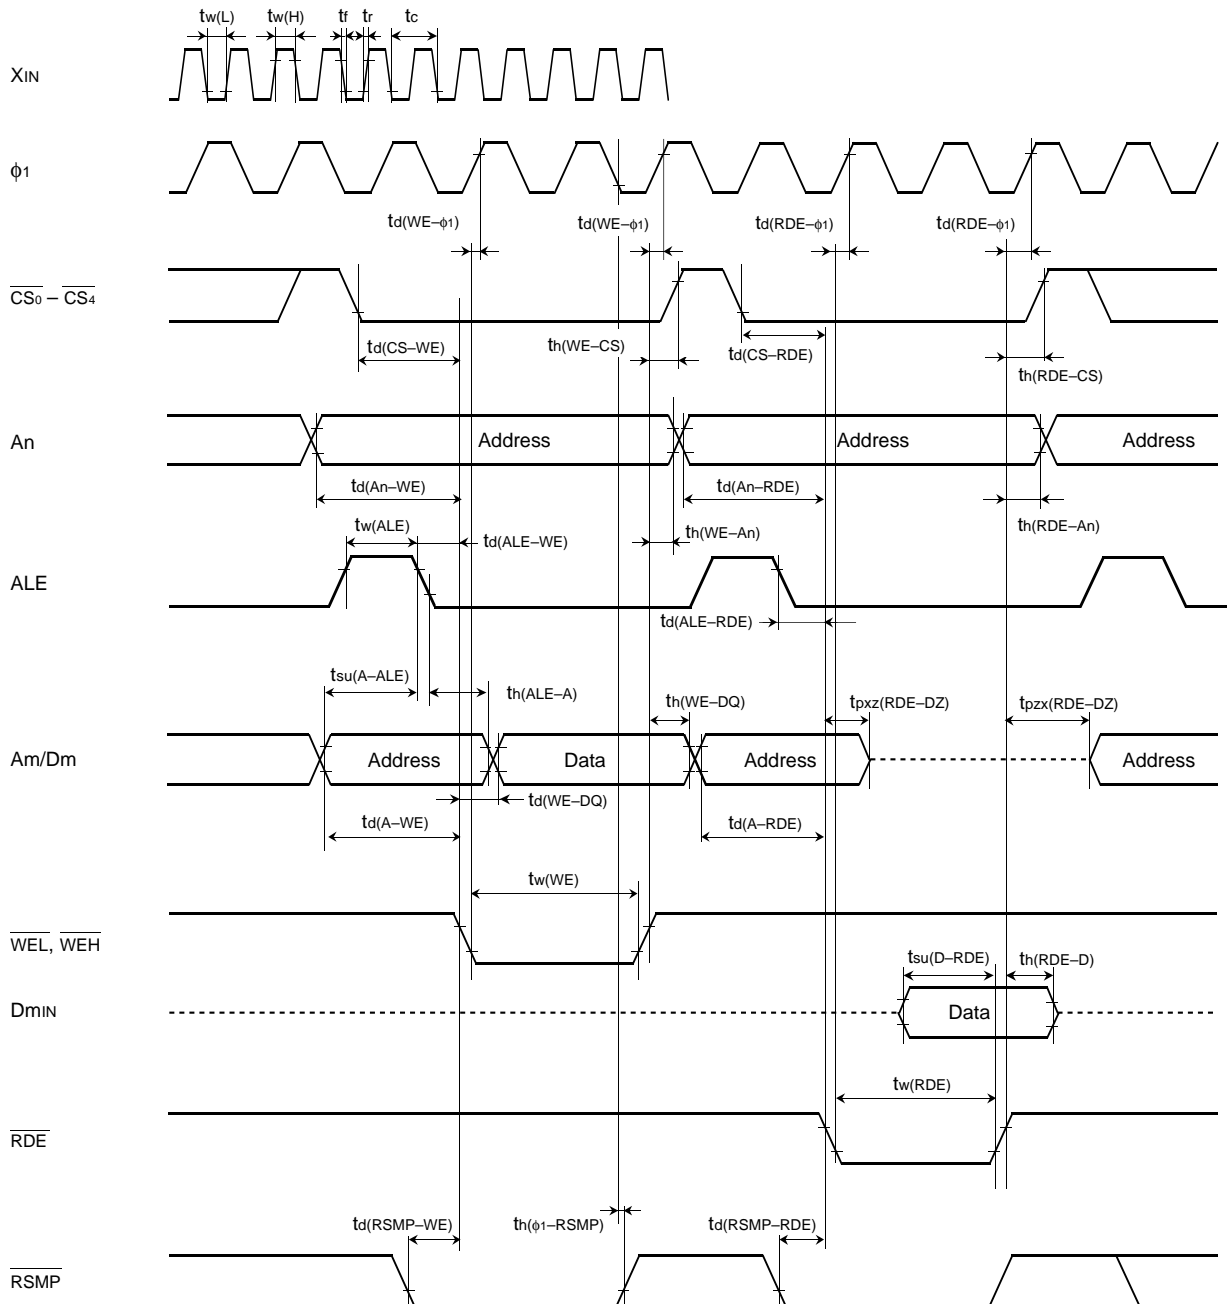 tw(L) tw(H) tf tr tc
XIN
ϕ1
td(WE–ϕ1) td(WE–ϕ1) td(RDE–ϕ1) td(RDE–ϕ1)
CS0 – CS4
td(CS–WE) th(WE–CS) td(CS–RDE)
th(RDE–CS)
An Address Address Address
td(An–WE) td(An–RDE)
tw(ALE) td(ALE–WE) th(WE–An) th(RDE–An)
ALE
td(ALE–RDE)
tsu(A–ALE) th(ALE–A) th(WE–DQ) tpxz(RDE–DZ) tpzx(RDE–DZ)
Am/Dm Address Data Address Address
td(WE–DQ)
td(A–WE) td(A–RDE)
tw(WE)
WEL, WEH
tsu(D–RDE) th(RDE–D)
DmIN Data
tw(RDE)
RDE
td(RSMP–WE) th(ϕ1–RSMP) td(RSMP–RDE)
RSMP